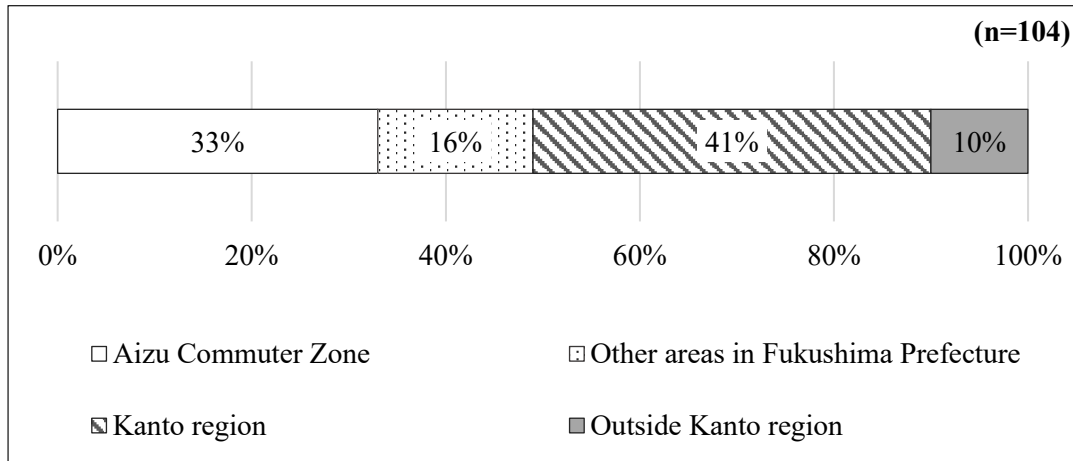 (n=104)
33% 16% 41% 10%
0% 20% 40% 60% 80% 100%
Aizu Commuter Zone Other areas in Fukushima Prefecture
Kanto region Outside Kanto region